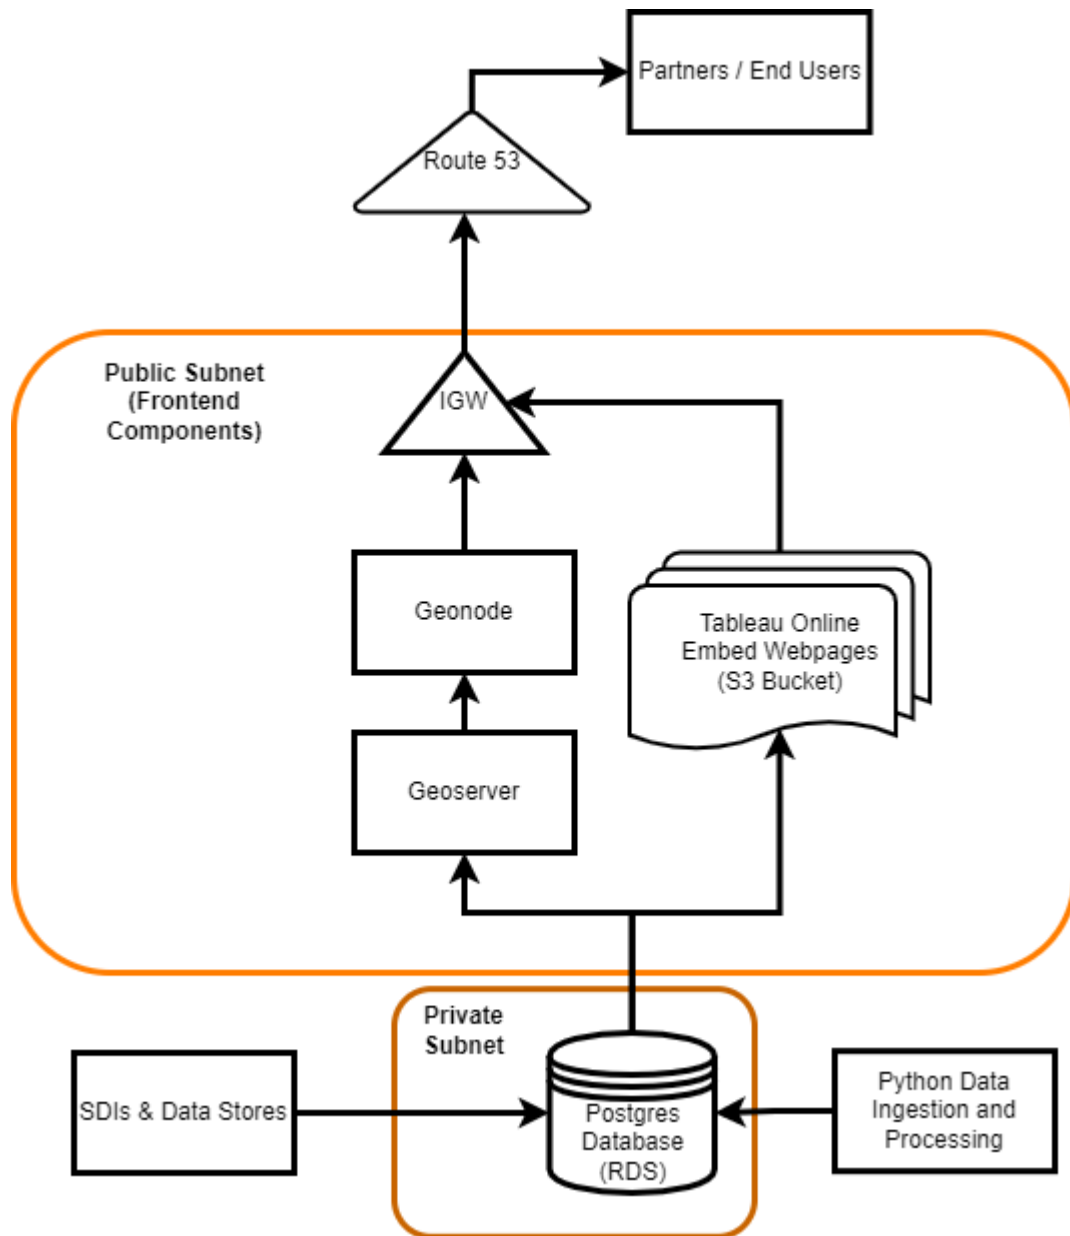 Partners / End Users
Route 53
Public Subnet
(Frontend
Components)
IGW
Geonode
Tableau Online
Embed Webpages
(S3 Bucket)
Geoserver
Private
Subnet
SDIs & Data Stores
Postgres
Database
(RDS)
Python Data
Ingestion and
Processing